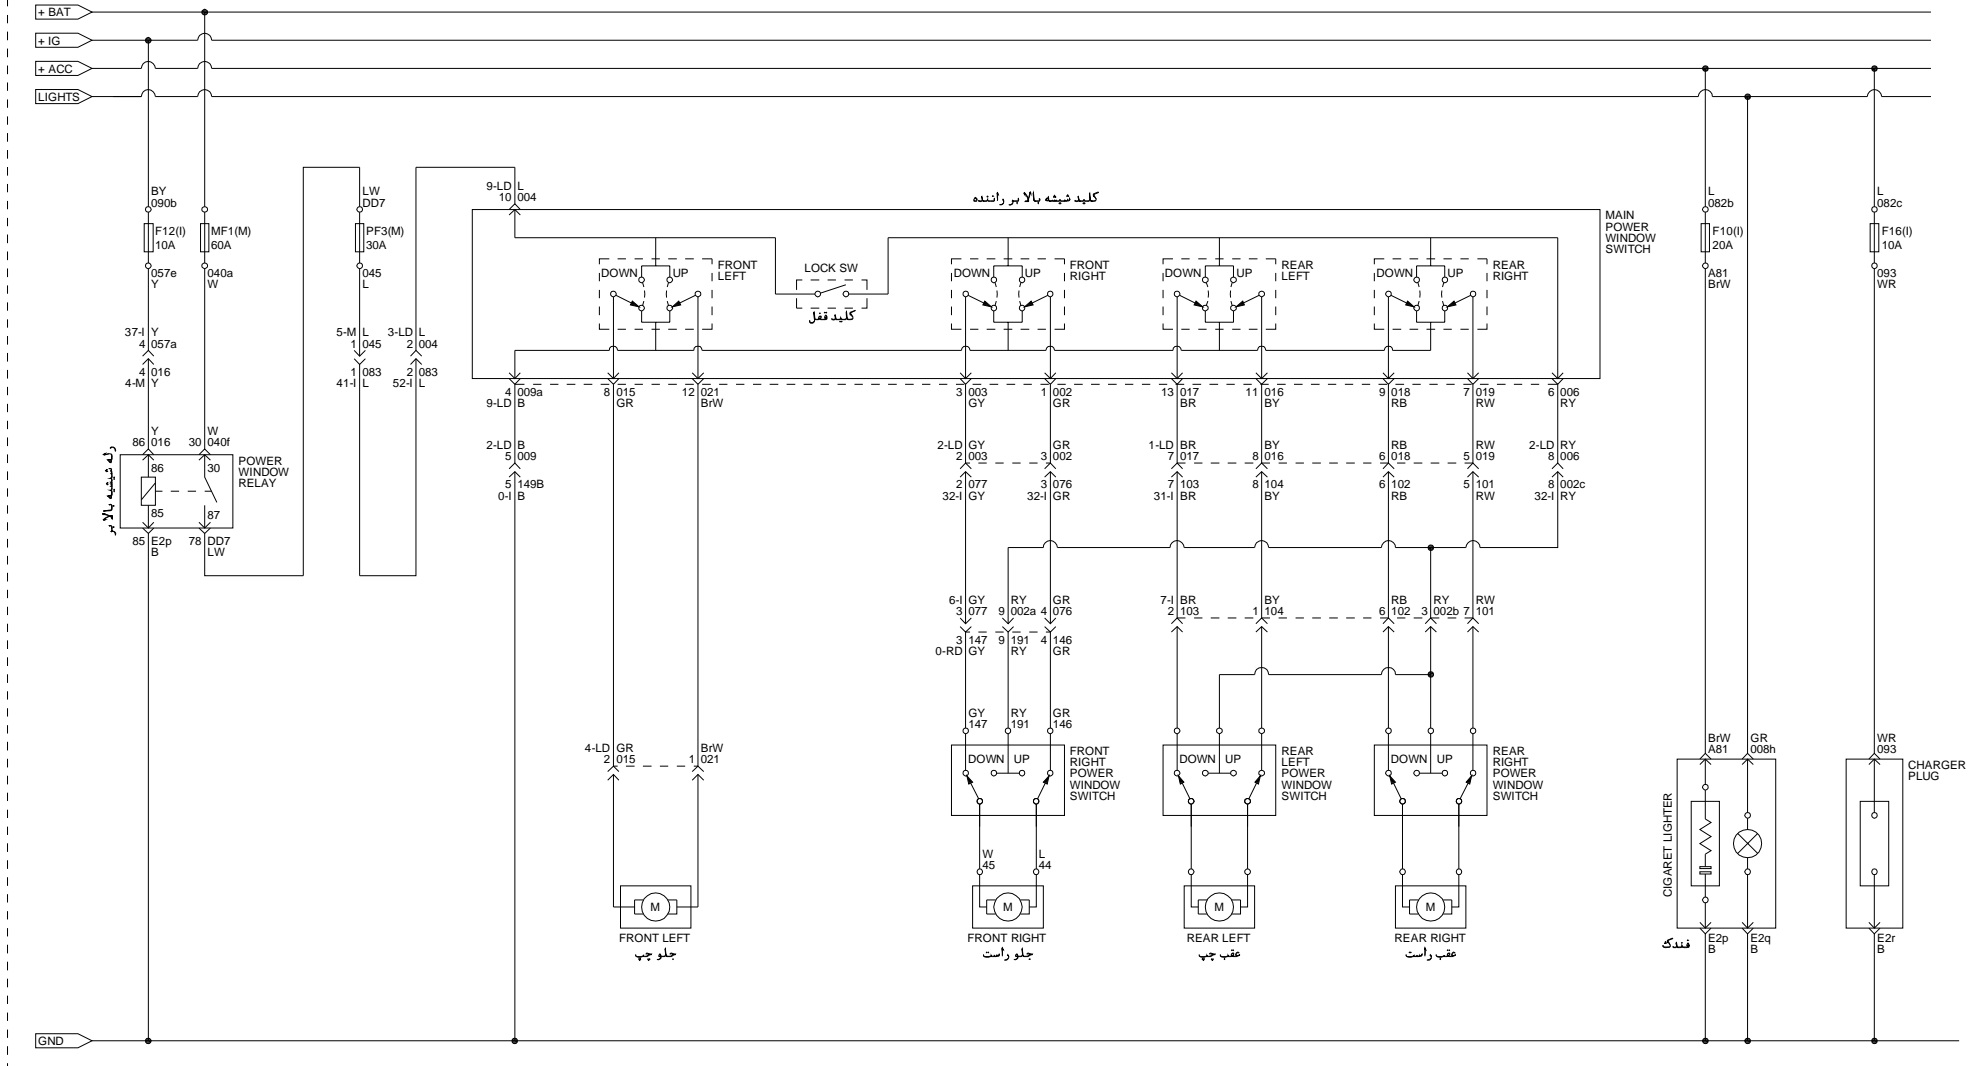 + BAT
+ IG
+ ACC
LIGHTS
BY
090b
F12(I)
10A
057e
Y
MF1(M)
60A
040a
W
LW
DD7
PF3(M)
30A
045
L
9-LD L
10 004
کلید شیشه بالا بر راننده
MAIN
POWER
WINDOW
SWITCH
L
082b
F10(I)
20A
A81
BrW
L
082c
F16(I)
10A
093
WR
DOWN UP
FRONT
LEFT
LOCK SW
کلید قفل
DOWN UP
FRONT
RIGHT
DOWN UP
REAR
LEFT
DOWN UP
REAR
RIGHT
37-I Y
4 057a
4 016
4-M Y
5-M L
1 045
1 083
41-I L
3-LD L
2 004
2 083
52-I L
4 009a
9-LD B
8 015
GR
12 021
BrW
3 003
GY
1 002
GR
13 017
BR
11 016
BY
9 018
RB
7 019
RW
6 006
RY
Y
86 016
W
30 040f
رله شیشیه بالا بر
86
30
85
87
POWER
WINDOW
RELAY
85 E2p
B
78 DD7
LW
2-LD B
5 009
5 149B
0-I B
2-LD GY
2 003
GR
3 002
1-LD BR
7 017
BY
8 016
RB
6 018
RW
5 019
2-LD RY
8 006
2 077
32-I GY
3 076
32-I GR
7 103
31-I BR
8 104
BY
6 102
RB
5 101
RW
8 002c
32-I RY
6-I GY
3 077
RY
9 002a
GR
4 076
7-I BR
2 103
BY
1 104
RB
6 102
RY
3 002b
RW
7 101
3 147
0-RD GY
9 191
RY
4 146
GR
GY
147
RY
191
GR
146
4-LD GR
2 015
BrW
1 021
DOWN UP
FRONT
RIGHT
POWER
WINDOW
SWITCH
DOWN UP
REAR
LEFT
POWER
WINDOW
SWITCH
DOWN UP
REAR
RIGHT
POWER
WINDOW
SWITCH
BrW
A81
GR
008h
WR
093
CHARGER
PLUG
CIGARET LIGHTER
W
45
L
44
M
M
M
M
FRONT LEFT
جلو چپ
FRONT RIGHT
جلو راست
REAR LEFT
عقب چپ
REAR RIGHT
عقب راست
فندک
E2p
B
E2q
B
E2r
B
GND